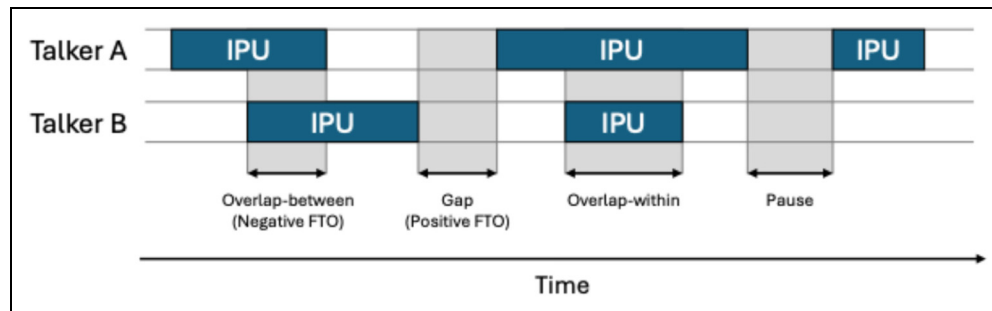 Talker A
IPU
IPU
IPU
Talker B
IPU
IPU
Overlap-between
(Negative FTO)
Gap
(Positive FTO)
Overlap-within
Pause
Time